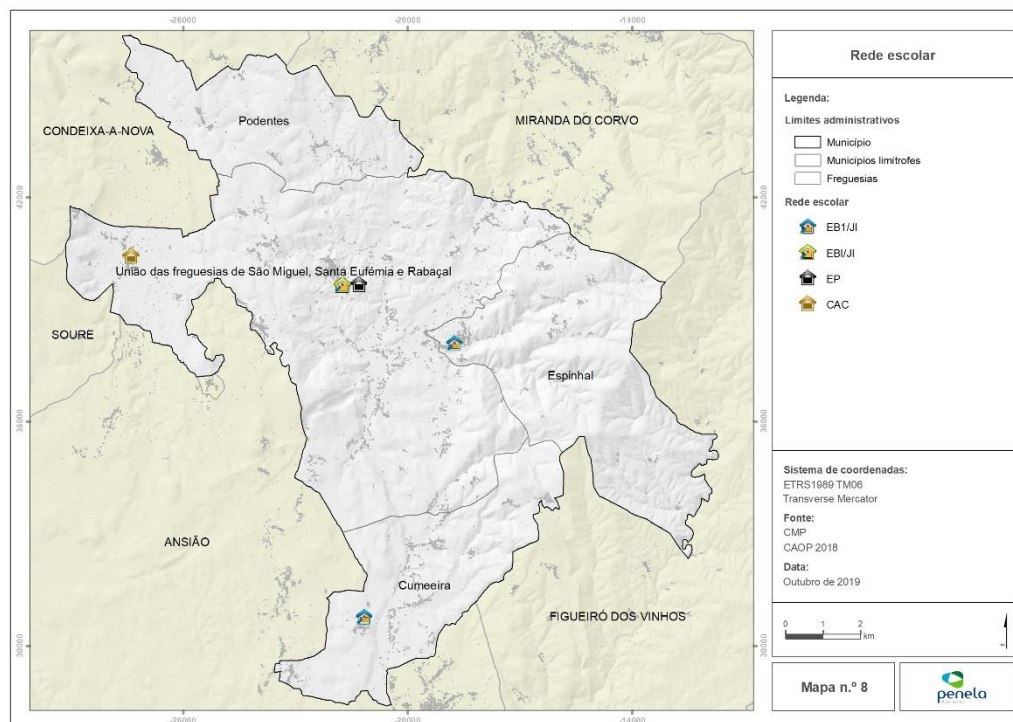 -26000
-20000
-14000
Rede escolar
Legenda:
Limites administrativos
Município
Municípios limítrofes
Freguesias
Rede escolar
EB1/JI
EBI/JI
EP
CAC
CONDEIXA-A-NOVA
Podentes
MIRANDA DO CORVO
42000
42000
União das freguesias de São Miguel, Santa Eufémia e Rabaçal
SOURE
Espinhal
36000
36000
ANSIÃO
Cumeeira
FIGUEIRÓ DOS VINHOS
30000
30000
-26000
-20000
-14000
Sistema de coordenadas:
ETRS1989 TM06
Transverse Mercator
Fonte:
CMP
CAOP 2018
Data:
Outubro de 2019
0 1 2
km
Mapa n.º 8
penela